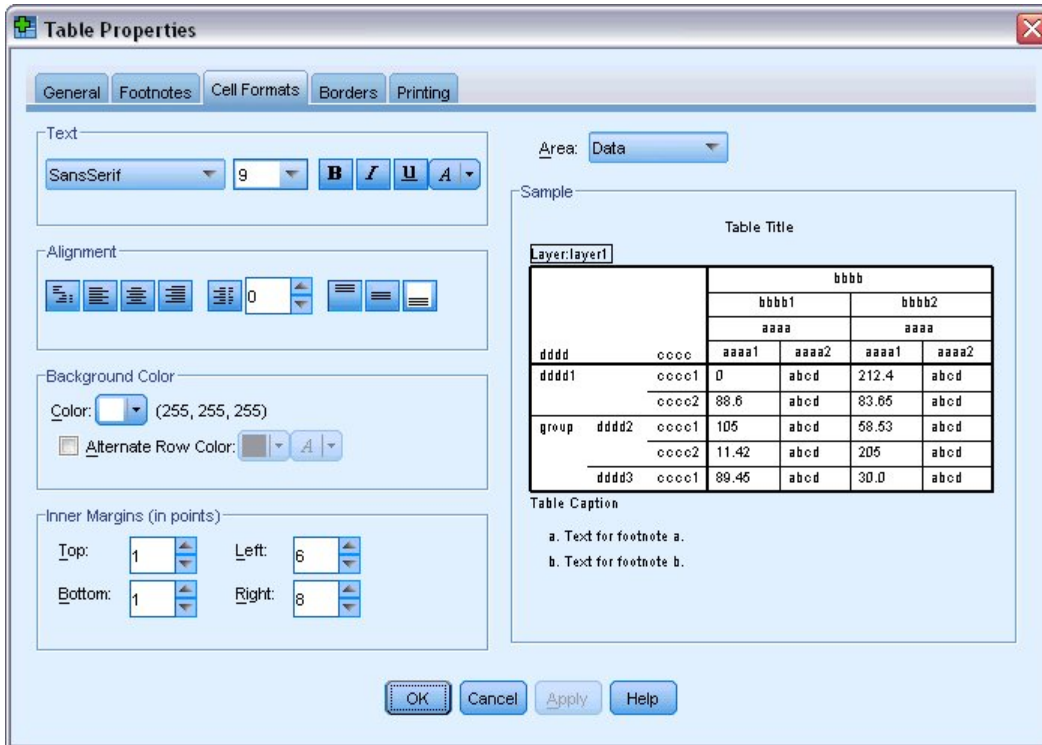 Table Properties
General Footnotes Cell Formats Borders Printing
Text
SansSerif 9 B I U A
Alignment
0
Background Color
Color: (255, 255, 255)
Alternate Row Color: A
Inner Margins (in points)
Top: 1 Left: 6
Bottom: 1 Right: 8
Area: Data
Sample
Table Title
Layer:layer1
bbbb
bbbb1 bbbb2
aaaa aaaa
dddd cccc aaaa1 aaaa2 aaaa1 aaaa2
dddd1 cccc1 0 abcd 212.4 abcd
cccc2 88.6 abcd 83.65 abcd
group dddd2 cccc1 105 abcd 58.53 abcd
cccc2 11.42 abcd 205 abcd
dddd3 cccc1 89.45 abcd 30.0 abcd
Table Caption
a. Text for footnote a.
b. Text for footnote b.
OK Cancel Apply Help